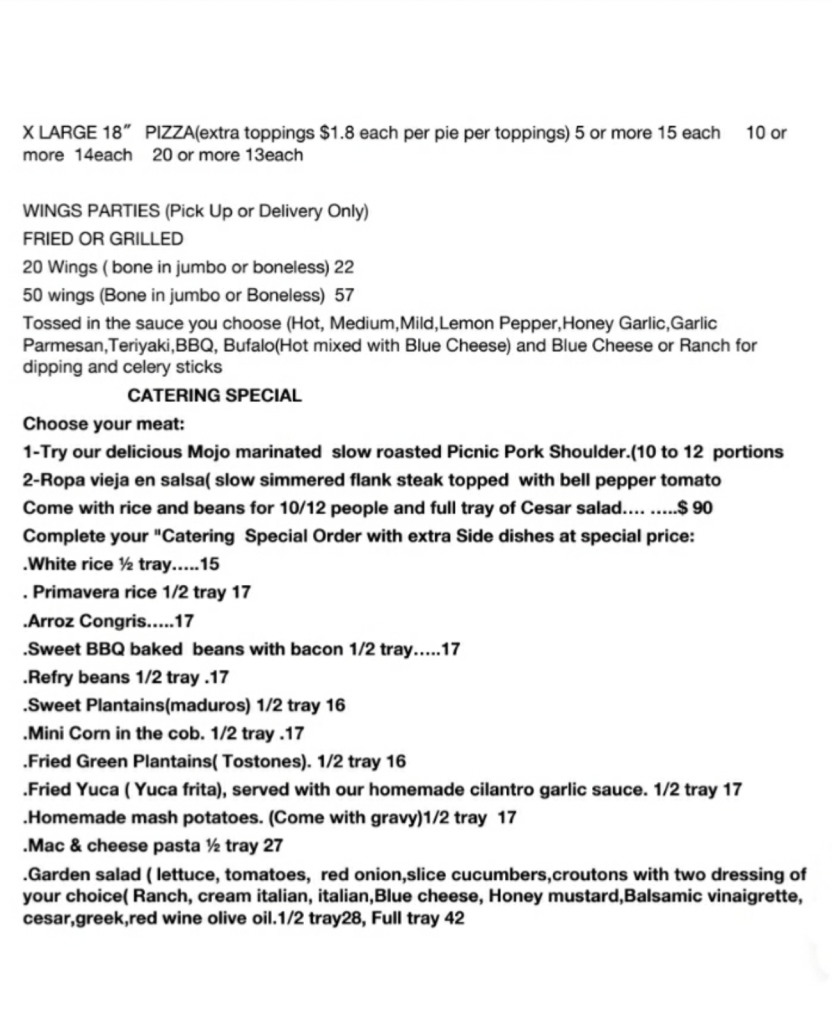 X LARGE 18" PIZZA(extra toppings $1.8 each per pie per toppings) 5 or more 15 each 10 or
more 14each 20 or more 13each
WINGS PARTIES (Pick Up or Delivery Only)
FRIED OR GRILLED
20 Wings ( bone in jumbo or boneless) 22
50 wings (Bone in jumbo or Boneless) 57
Tossed in the sauce you choose (Hot, Medium,Mild,Lemon Pepper,Honey Garlic,Garlic
Parmesan,Teriyaki,BBQ, Bufalo(Hot mixed with Blue Cheese) and Blue Cheese or Ranch for
dipping and celery sticks
CATERING SPECIAL
Choose your meat:
1-Try our delicious Mojo marinated slow roasted Picnic Pork Shoulder.(10 to 12 portions
2-Ropa vieja en salsa( slow simmered flank steak topped with bell pepper tomato
Come with rice and beans for 10/12 people and full tray of Cesar salad.... .....$ 90
Complete your "Catering Special Order with extra Side dishes at special price:
.White rice ½ tray.....15
. Primavera rice 1/2 tray 17
.Arroz Congris.....17
.Sweet BBQ baked beans with bacon 1/2 tray.....17
.Refry beans 1/2 tray .17
.Sweet Plantains(maduros) 1/2 tray 16
.Mini Corn in the cob. 1/2 tray .17
.Fried Green Plantains( Tostones). 1/2 tray 16
.Fried Yuca ( Yuca frita), served with our homemade cilantro garlic sauce. 1/2 tray 17
.Homemade mash potatoes. (Come with gravy)1/2 tray 17
.Mac & cheese pasta ½ tray 27
.Garden salad ( lettuce, tomatoes, red onion,slice cucumbers,croutons with two dressing of
your choice( Ranch, cream italian, italian,Blue cheese, Honey mustard,Balsamic vinaigrette,
cesar,greek,red wine olive oil.1/2 tray28, Full tray 42